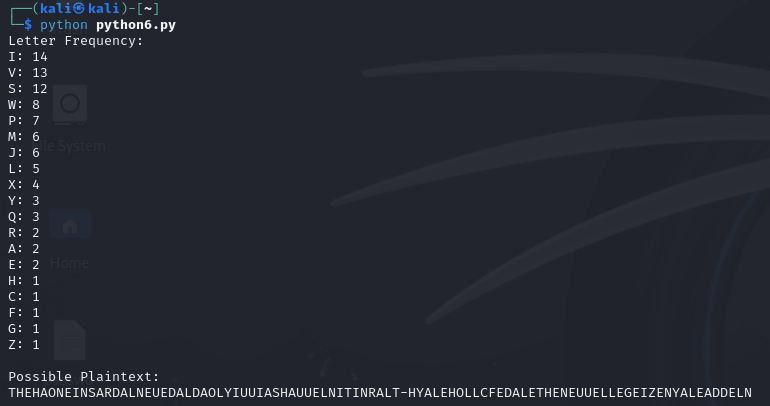 ┌──(kali㉿kali)-[~]
└─$ python python6.py
Letter Frequency:
I: 14
V: 13
S: 12
W: 8
P: 7
M: 6
J: 6
L: 5
X: 4
Y: 3
Q: 3
R: 2
A: 2
E: 2
H: 1
C: 1
F: 1
G: 1
Z: 1
Possible Plaintext:
THEHAONEINSARDALNEUEDALDAOLYIUUIASHAUUELNITINRALT-HYALEHOLLCFEDALETHENEUUELLEGEIZENYALEADDELN
le System
Home